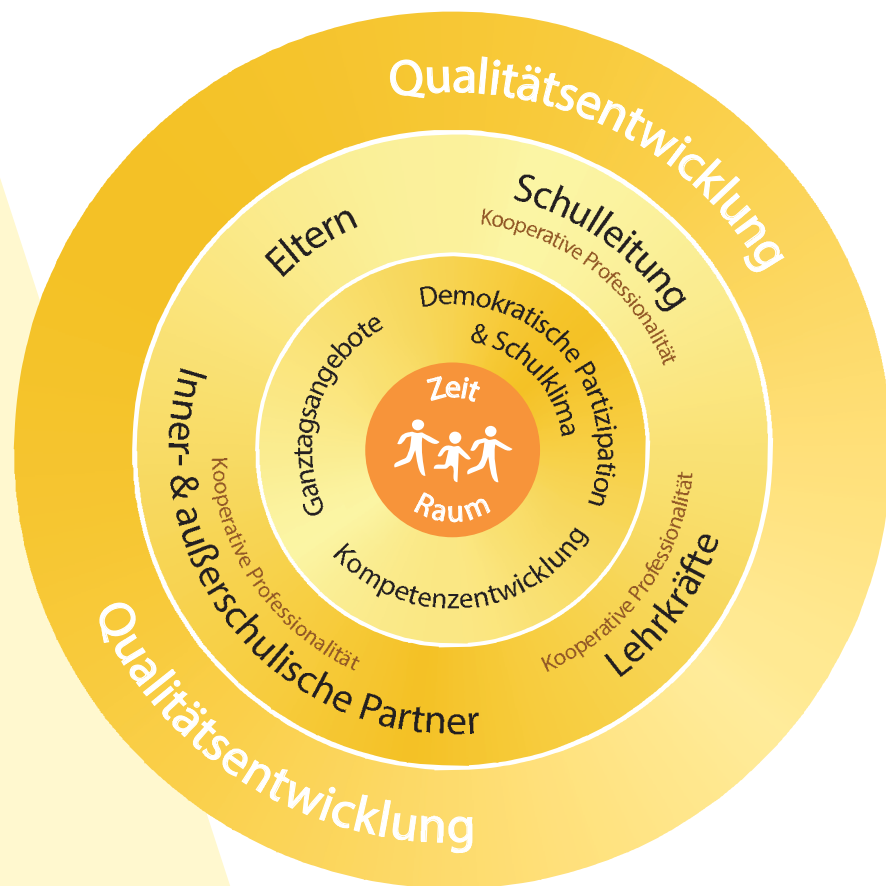 Qualitätsentwicklung
Schulleitung
Kooperative Professionalität
Eltern
Demokratische Partizipation
& Schulklima
Ganztagsangebote
Zeit
Raum
Kompetenzentwicklung
Inner- & außerschulische Partner
Kooperative Professionalität
Kooperative Professionalität
Lehrkräfte
Qualitätsentwicklung